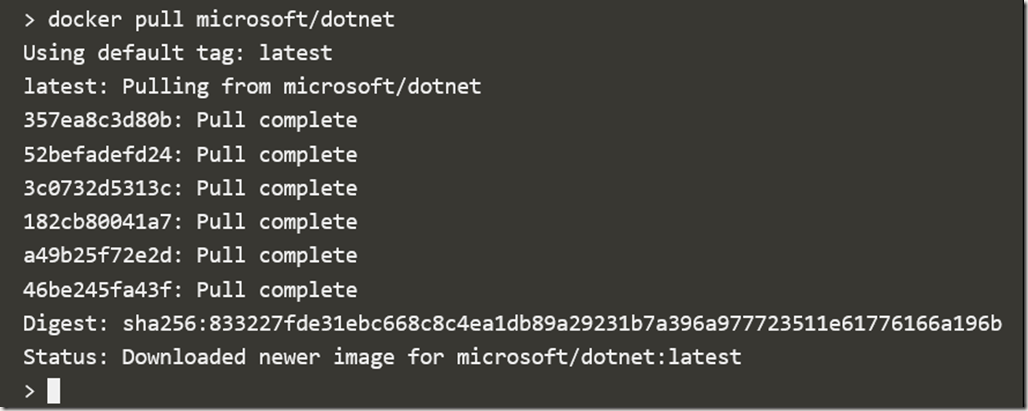 > docker pull microsoft/dotnet
Using default tag: latest
latest: Pulling from microsoft/dotnet
357ea8c3d80b: Pull complete
52befadefd24: Pull complete
3c0732d5313c: Pull complete
182cb80041a7: Pull complete
a49b25f72e2d: Pull complete
46be245fa43f: Pull complete
Digest: sha256:833227fde31ebc668c8c4ea1db89a29231b7a396a977723511e61776166a196b
Status: Downloaded newer image for microsoft/dotnet:latest
>